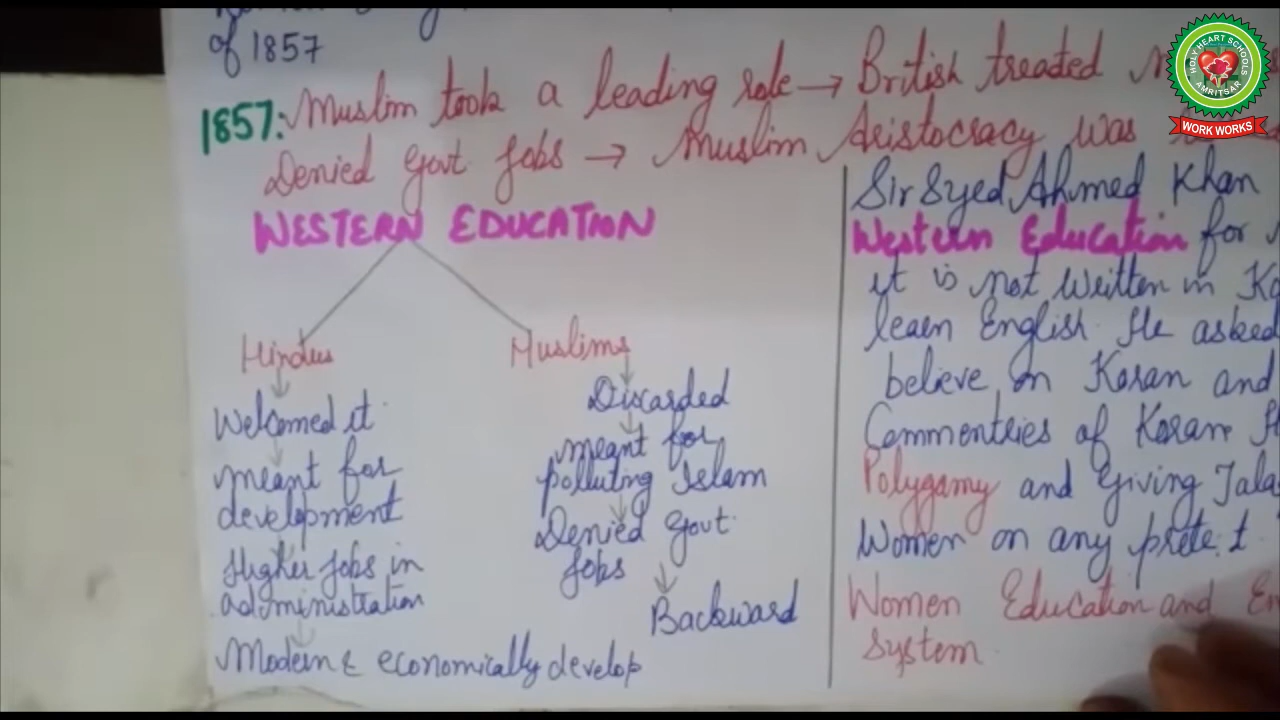 of 1857
1857:- Muslim took a leading role → British treated
Denied Govt Jobs → Muslim Aristocracy was
WESTERN EDUCATION
Hindus
Welcomed it
meant for
development
Higher Jobs in
administration
Modern & economically develop
Muslims
Discarded
meant for
polluting Islam
Denied Govt
Jobs
Backward
Sir Syed Ahmed Khan
Western Education for
it is not written in
learn English. He asked
believe on Koran and
Commentries of Koran
Polygamy and Giving
Women on any
Women Education and
System
HOLY HEART SCHOOLS
AMRITSAR
WORK WORKS